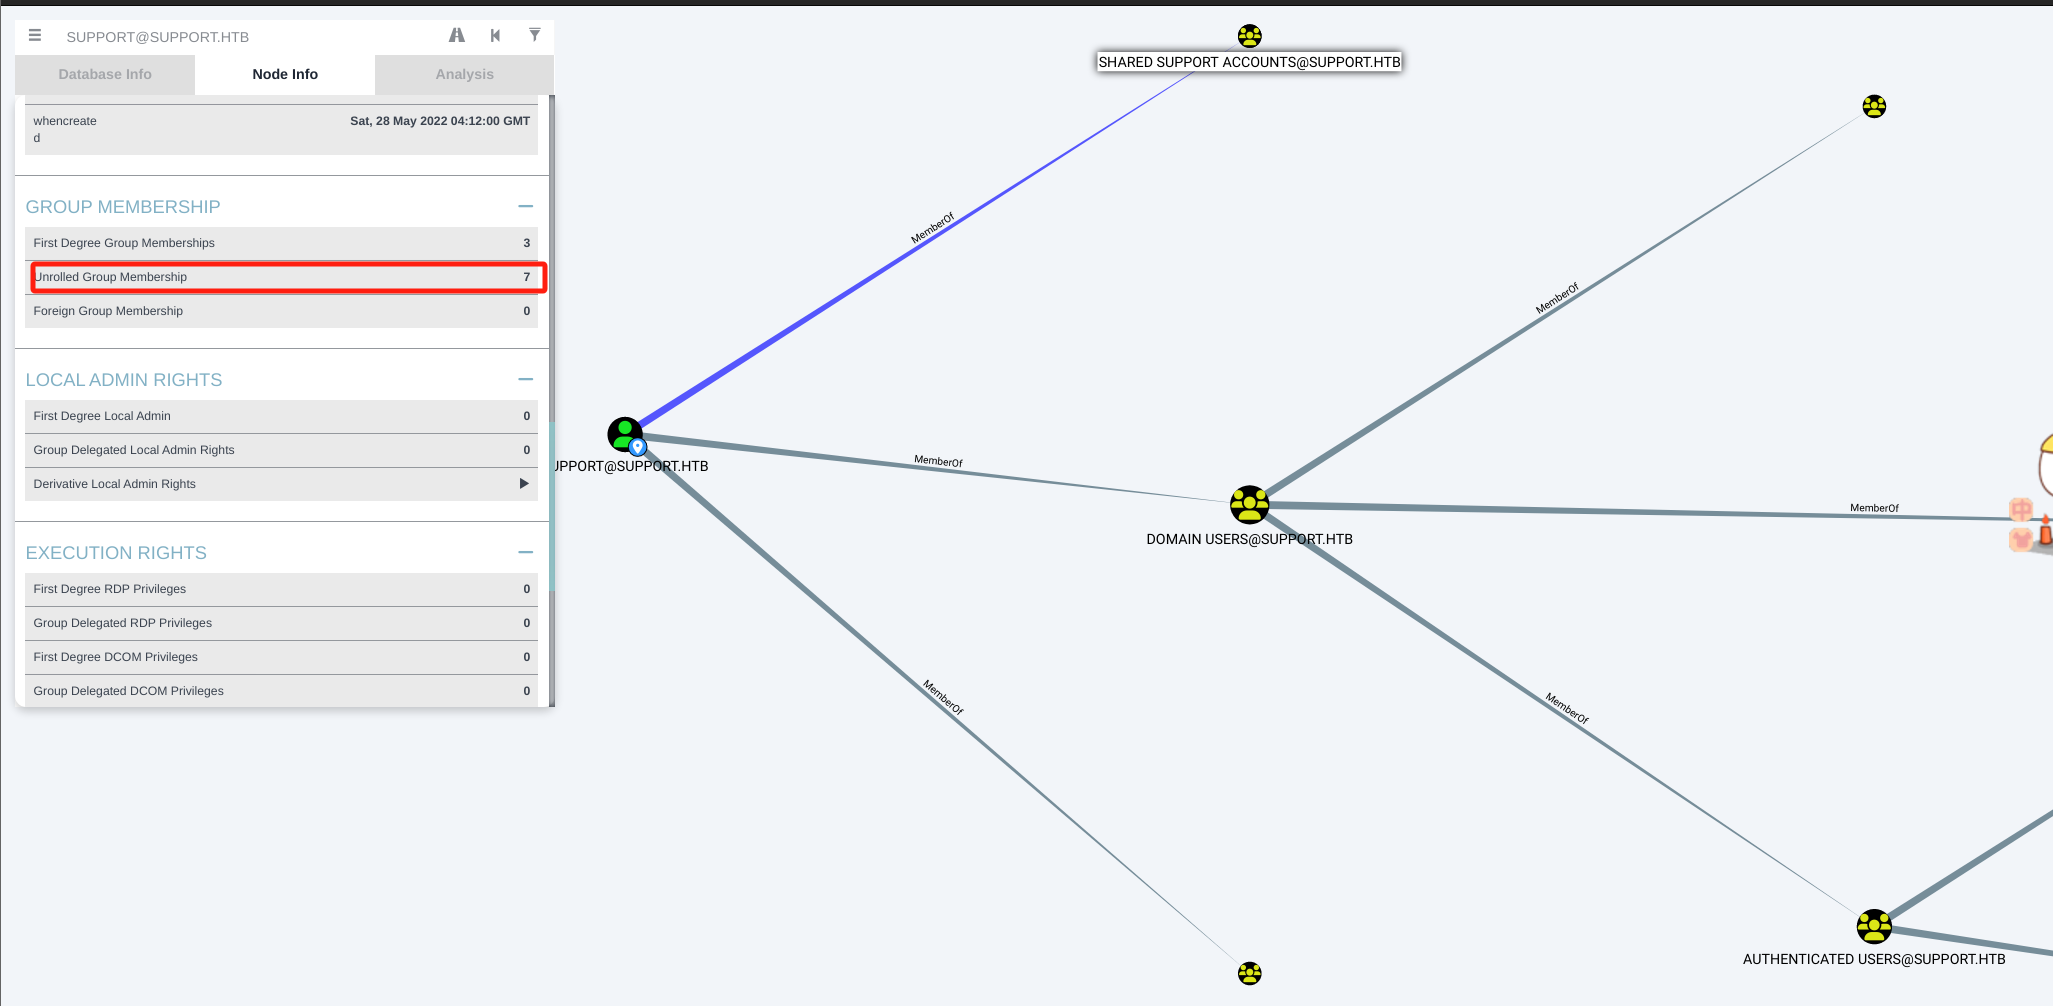 SUPPORT@SUPPORT.HTB
Database Info
Node Info
Analysis
whencreate
d
Sat, 28 May 2022 04:12:00 GMT
GROUP MEMBERSHIP
First Degree Group Memberships 3
Unrolled Group Membership 7
Foreign Group Membership 0
LOCAL ADMIN RIGHTS
First Degree Local Admin 0
Group Delegated Local Admin Rights 0
Derivative Local Admin Rights
EXECUTION RIGHTS
First Degree RDP Privileges 0
Group Delegated RDP Privileges 0
First Degree DCOM Privileges 0
Group Delegated DCOM Privileges 0
SHARED SUPPORT ACCOUNTS@SUPPORT.HTB
MemberOf
MemberOf
UPPORT@SUPPORT.HTB
MemberOf
MemberOf
中
DOMAIN USERS@SUPPORT.HTB
MemberOf
MemberOf
AUTHENTICATED USERS@SUPPORT.HTB